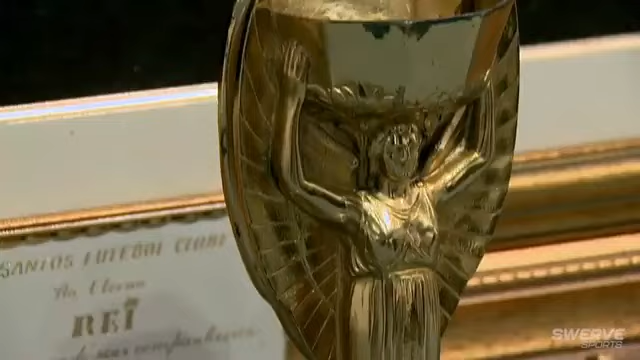 SANTOS FUTEBOL CLUBE
Ao Eterno
REI
SWERVE
SPORTS